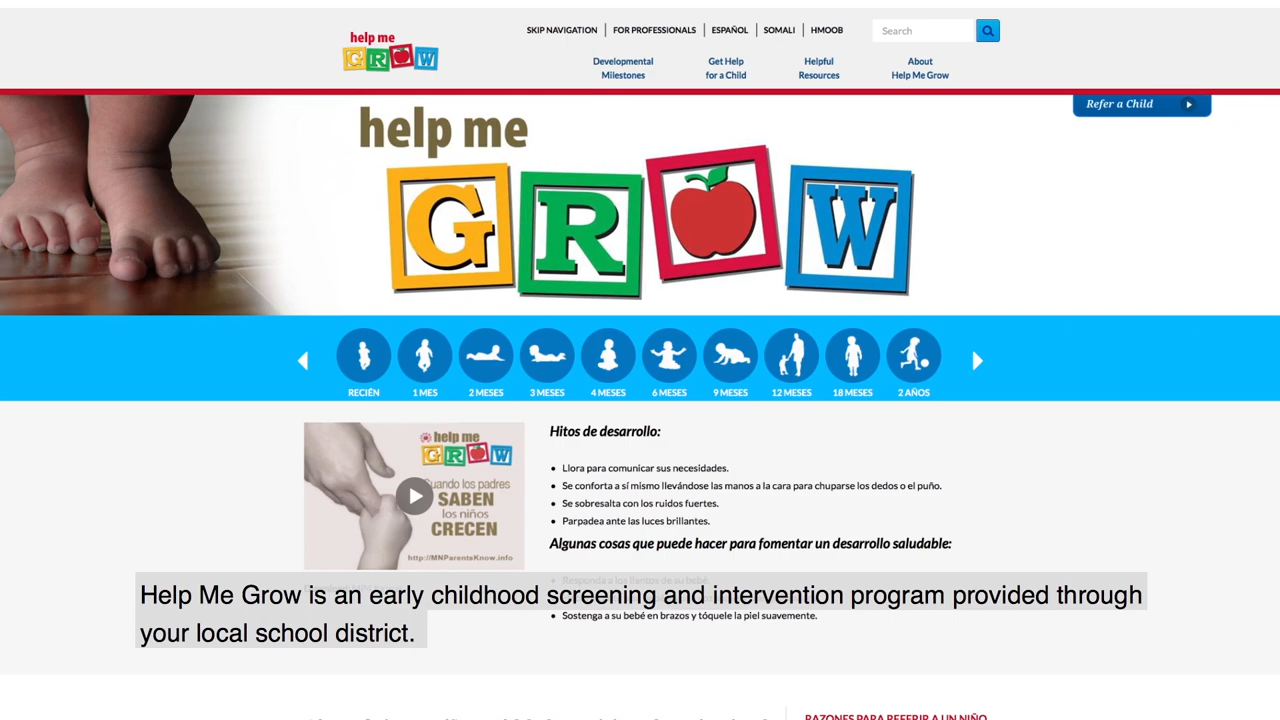 SKIP NAVIGATION
FOR PROFESSIONALS
ESPAÑOL
SOMALI
HMOOB
Search
help me
GROW
Developmental
Milestones
Get Help
for a Child
Helpful
Resources
About
Help Me Grow
Refer a Child
help me
GROW
RECIÉN
1 MES
2 MESES
3 MESES
4 MESES
6 MESES
9 MESES
12 MESES
18 MESES
2 AÑOS
help me
GROW
Cuando los padres
SABEN
los niños
CRECEN
http://MNParentsKnow.info
Hitos de desarrollo:
Llora para comunicar sus necesidades.
Se conforta a sí mismo llevándose las manos a la cara para chuparse los dedos o el puño.
Se sobresalta con los ruidos fuertes.
Parpadea ante las luces brillantes.
Algunas cosas que puede hacer para fomentar un desarrollo saludable:
Responda a los llantos de su bebé.
Help Me Grow is an early childhood screening and intervention program provided through
your local school district.
Sostenga a su bebé en brazos y tóquele la piel suavemente.
RAZONES PARA REFERIR A UN NIÑO